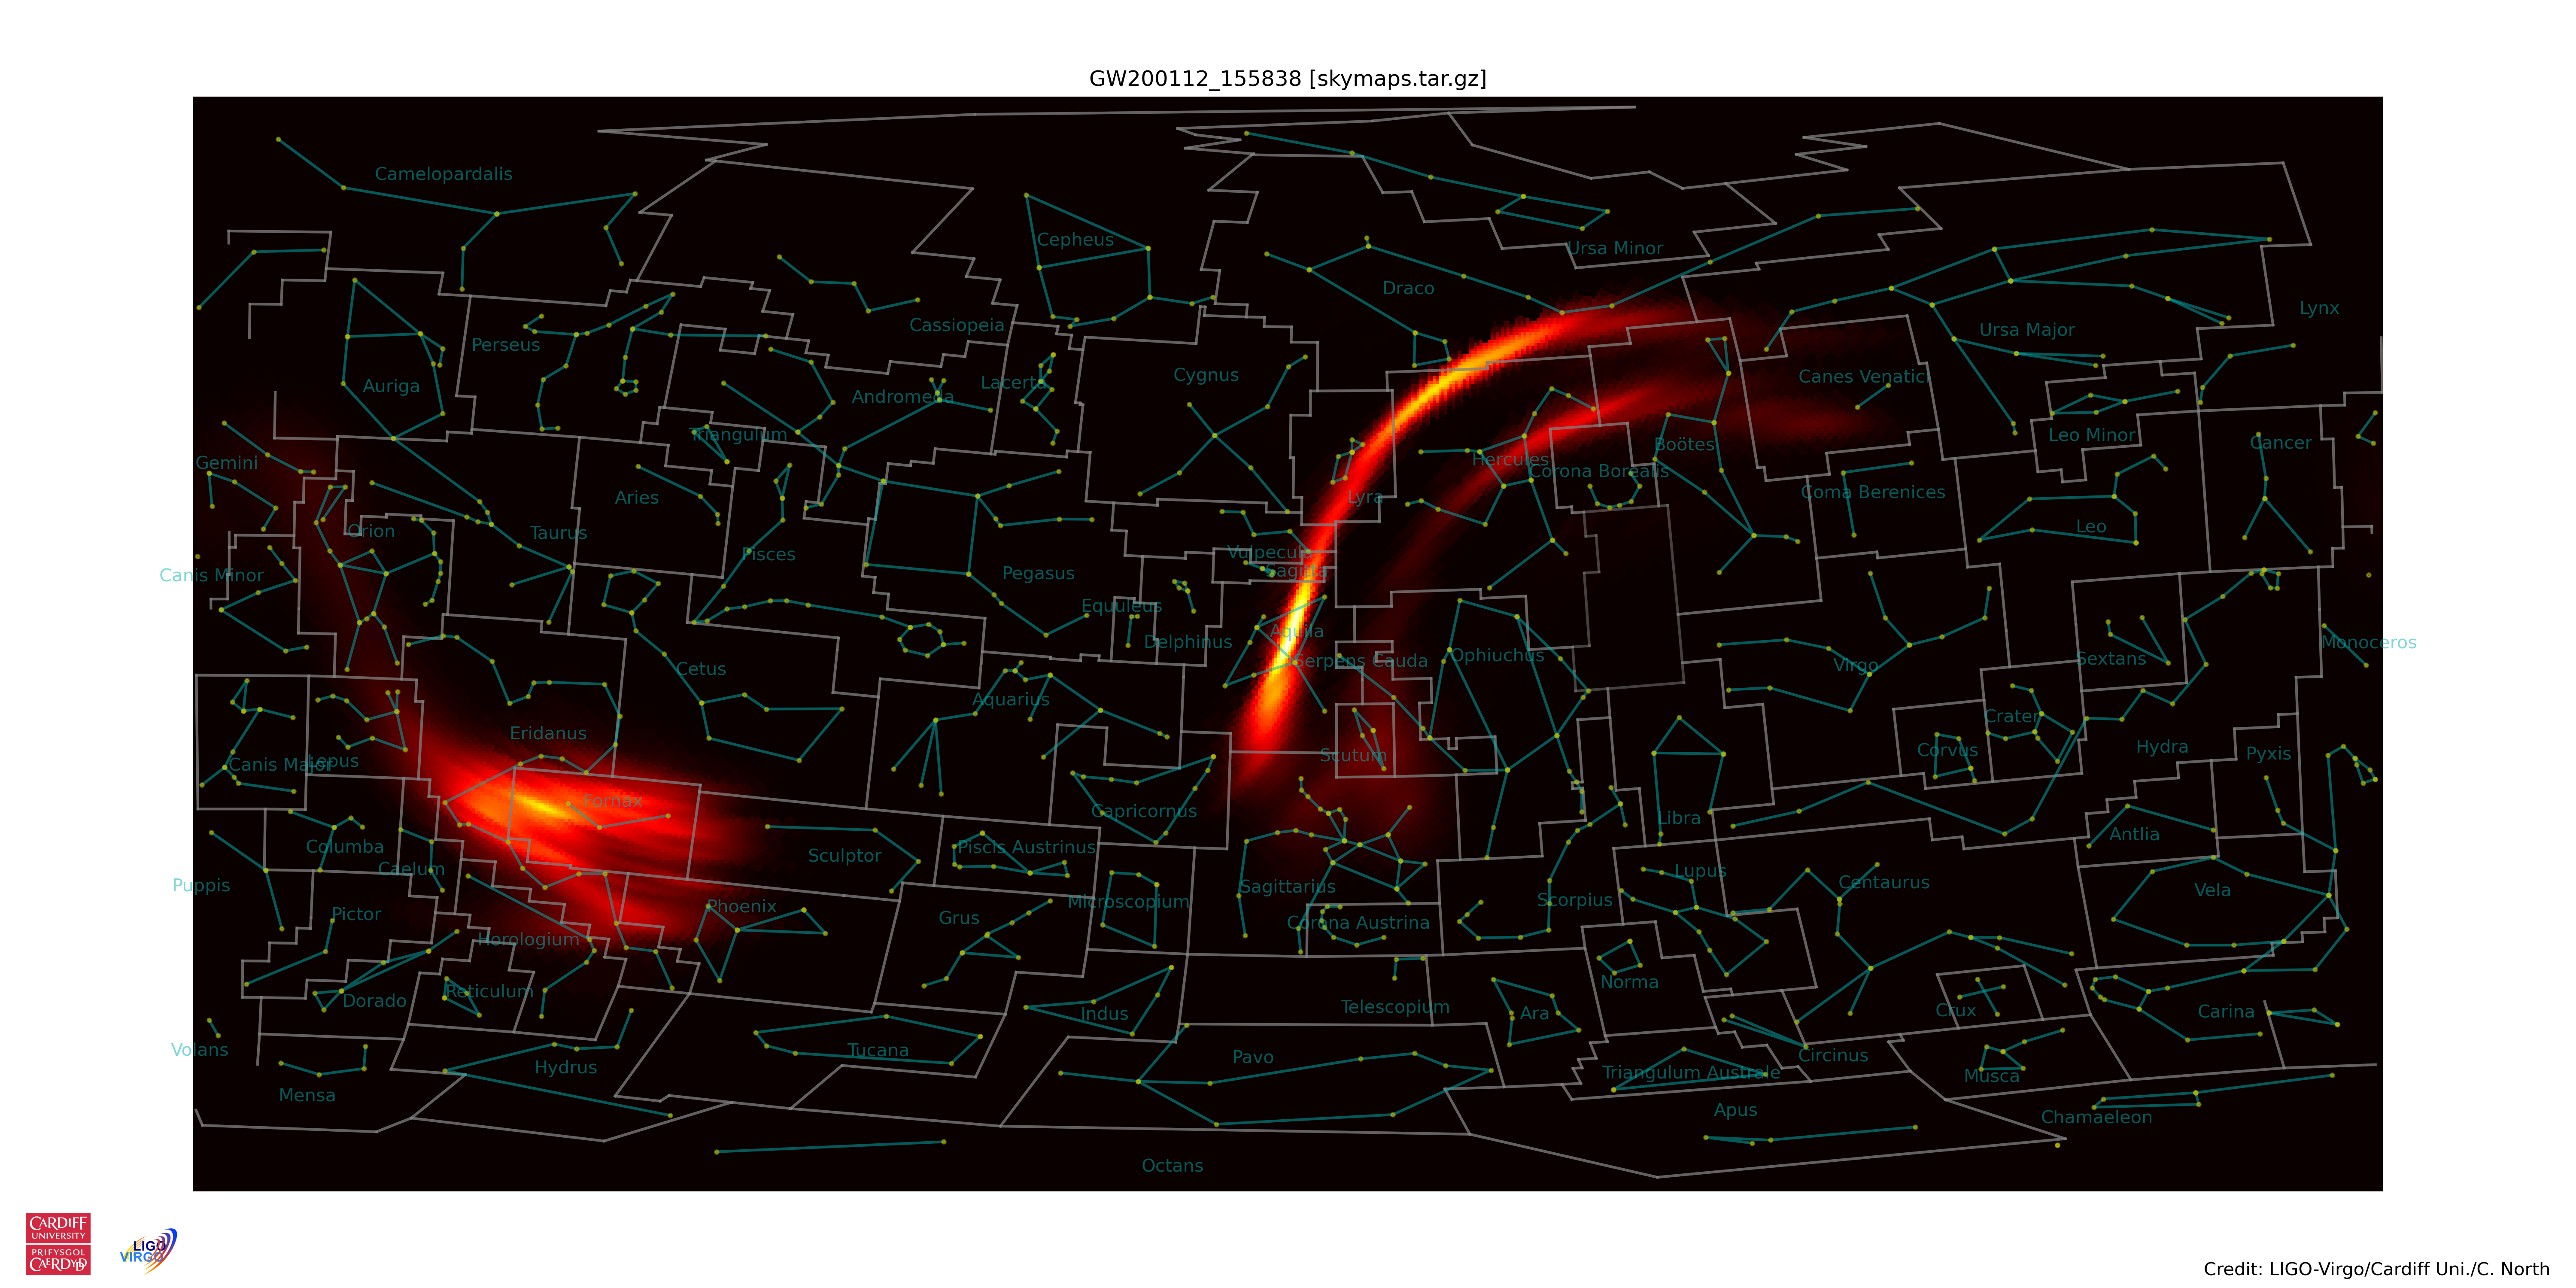 GW200112_155838 [skymaps.tar.gz]
Camelopardalis
Cepheus
Ursa Minor
Draco
Lynx
Cassiopeia
Ursa Major
Perseus
Cygnus
Canes Venatici
Auriga
Lacerta
Andromeda
Triangulum
Leo Minor
Boötes
Cancer
Gemini
Hercules
Corona Borealis
Coma Berenices
Aries
Lyra
Leo
Orion
Taurus
Vulpecula
Pisces
Sagitta
Pegasus
Canis Minor
Equuleus
Aquila
Delphinus
Monoceros
Ophiuchus
Serpens Cauda
Sextans
Virgo
Cetus
Aquarius
Crater
Eridanus
Hydra
Corvus
Pyxis
Scutum
Lepus
Canis Major
Fornax
Capricornus
Libra
Antlia
Columba
Piscis Austrinus
Sculptor
Caelum
Lupus
Centaurus
Puppis
Sagittarius
Vela
Scorpius
Microscopium
Phoenix
Pictor
Grus
Corona Austrina
Horologium
Norma
Reticulum
Dorado
Telescopium
Crux
Carina
Indus
Ara
Volans
Tucana
Pavo
Circinus
Hydrus
Triangulum Australe
Musca
Mensa
Apus
Chamaeleon
Octans
CARDIFF
UNIVERSITY
PRIFYSGOL
CAERDYDD
LIGO
VIRGO
Credit: LIGO-Virgo/Cardiff Uni./C. North